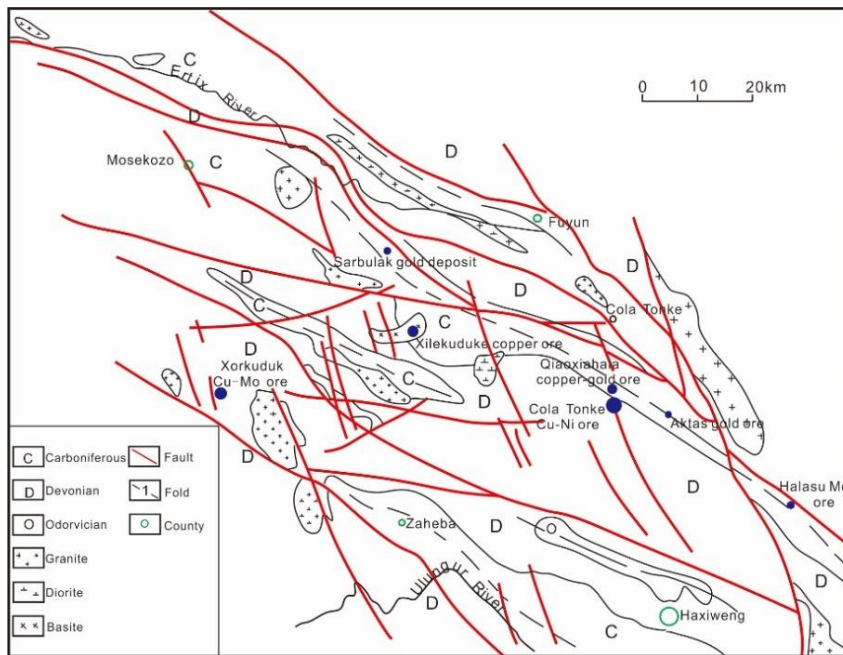 C
Ertix River
0 10 20km
D
D
Mosekozo
C
Fuyun
Sarbulak gold deposit
D
D
D
C
Cola Tonke
C
Xilekuduke copper ore
Qiaoxiahala
copper-gold ore
D
Xorkuduk
Cu-Mo ore
C
D
Cola Tonke
Cu-Ni ore
Aktas gold ore
D
D
Halasu Mo
ore
Zaheba
D
O
D
Ulungur River
D
Haxiweng
C
C Carboniferous
Fault
D Devonian
1 Fold
O Odorvician
County
Granite
Diorite
Basite